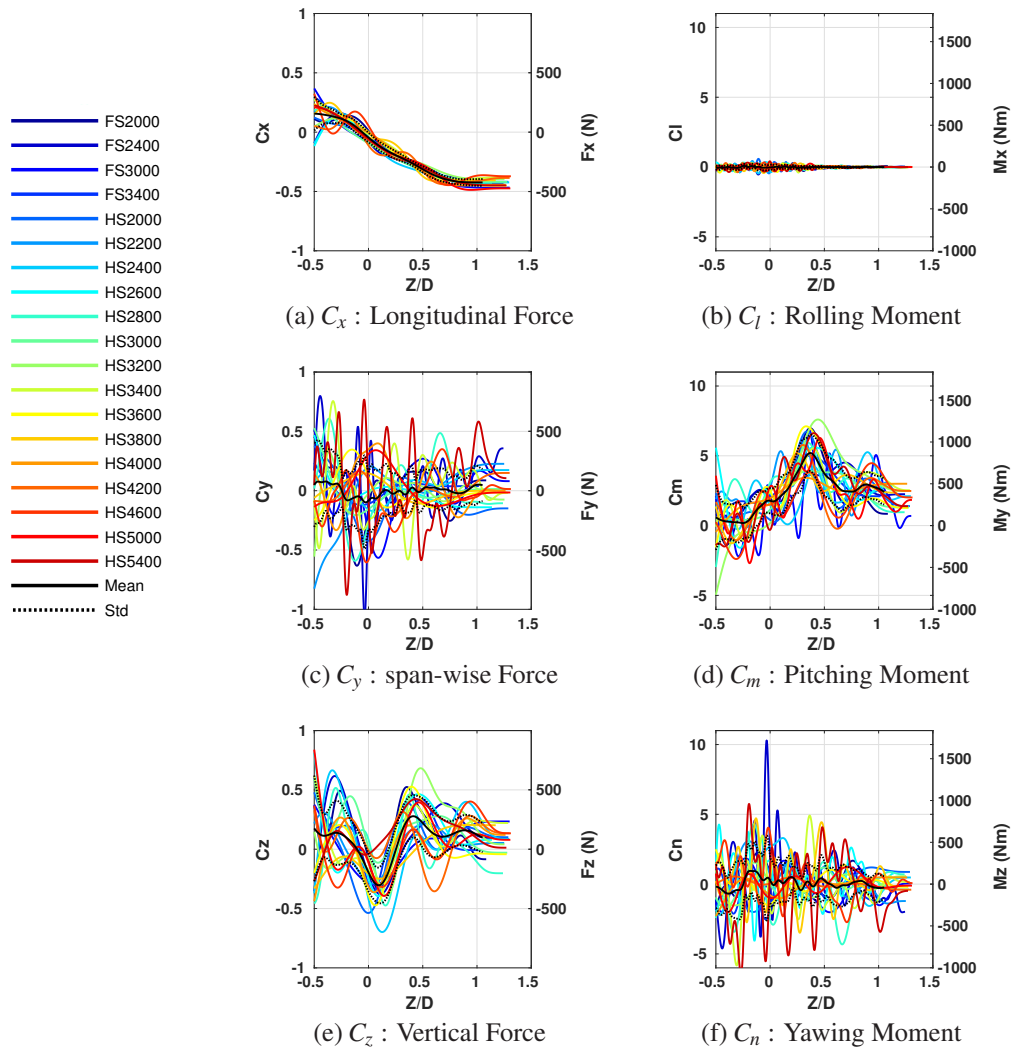 FS2000
FS2400
FS3000
FS3400
HS2000
HS2200
HS2400
HS2600
HS2800
HS3000
HS3200
HS3400
HS3600
HS3800
HS4000
HS4200
HS4600
HS5000
HS5400
Mean
Std
1
0.5
0
-0.5
-1
Cx
500
0
-500
Fx (N)
-0.5 0 0.5 1 1.5
Z/D
(a) Cx : Longitudinal Force
10
5
0
-5
Cl
1500
1000
500
0
-500
-1000
Mx (Nm)
-0.5 0 0.5 1 1.5
Z/D
(b) Cl : Rolling Moment
1
0.5
0
-0.5
-1
Cy
500
0
-500
Fy (N)
-0.5 0 0.5 1 1.5
Z/D
(c) Cy : span-wise Force
10
5
0
-5
Cm
1500
1000
500
0
-500
-1000
My (Nm)
-0.5 0 0.5 1 1.5
Z/D
(d) Cm : Pitching Moment
1
0.5
0
-0.5
-1
Cz
500
0
-500
Fz (N)
-0.5 0 0.5 1 1.5
Z/D
(e) Cz : Vertical Force
10
5
0
-5
Cn
1500
1000
500
0
-500
-1000
Mz (Nm)
-0.5 0 0.5 1 1.5
Z/D
(f) Cn : Yawing Moment